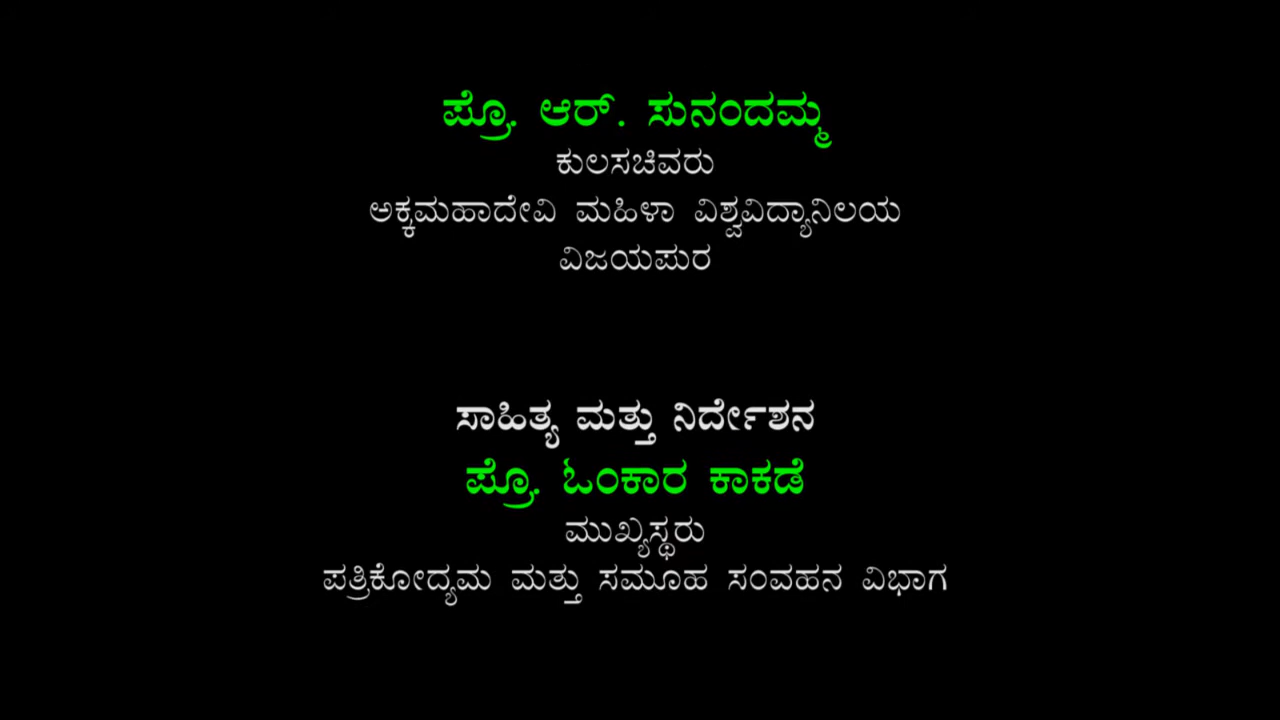 ಪ್ರೊ. ಆರ್. ಸುನಂದಮ್ಮ
ಕುಲಸಚಿವರು
ಅಕ್ಕಮಹಾದೇವಿ ಮಹಿಳಾ ವಿಶ್ವವಿದ್ಯಾನಿಲಯ
ವಿಜಯಪುರ
ಸಾಹಿತ್ಯ ಮತ್ತು ನಿರ್ದೇಶನ
ಪ್ರೊ. ಓಂಕಾರ ಕಾಕಡೆ
ಮುಖ್ಯಸ್ಥರು
ಪತ್ರಿಕೋದ್ಯಮ ಮತ್ತು ಸಮೂಹ ಸಂವಹನ ವಿಭಾಗ